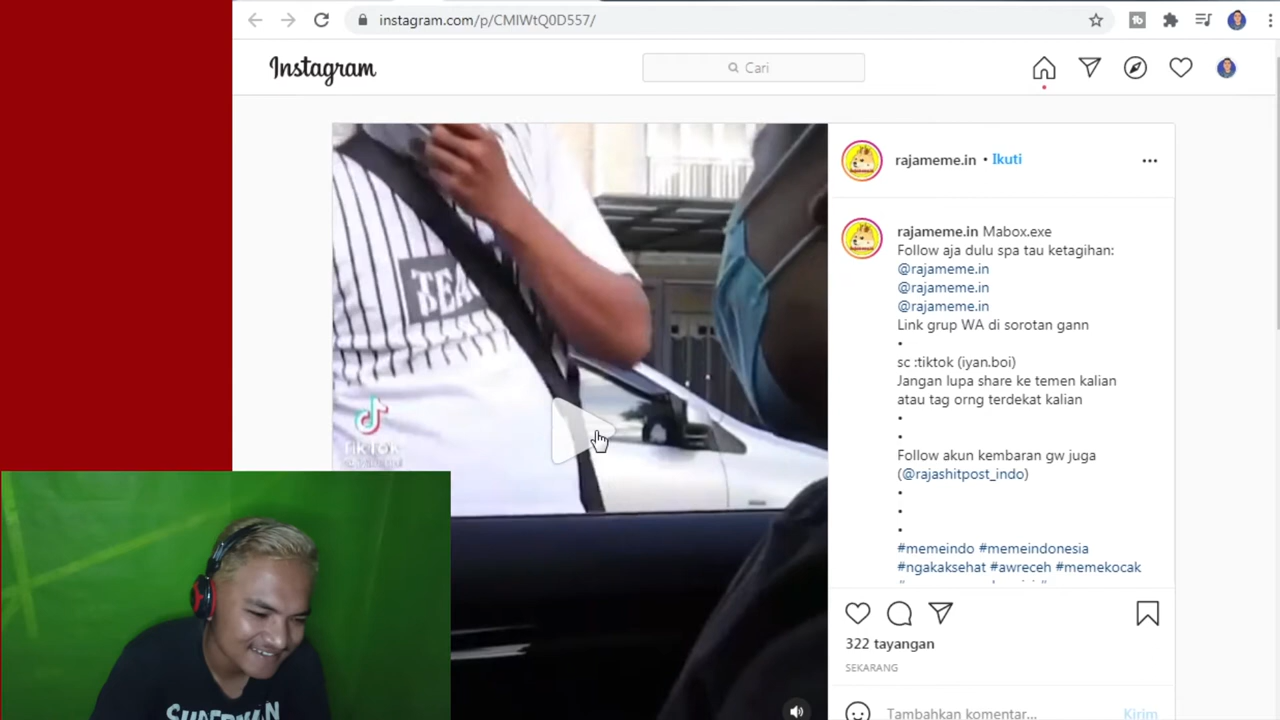 instagram.com/p/CMIWtQ0D557/
Instagram
Cari
rajameme.in • Ikuti
rajameme.in Mabox.exe
Follow aja dulu spa tau ketagihan:
@rajameme.in
@rajameme.in
@rajameme.in
Link grup WA di sorotan gann
•
sc :tiktok (iyan.boi)
Jangan lupa share ke temen kalian
atau tag orng terdekat kalian
•
•
Follow akun kembaran gw juga
(@rajashitpost_indo)
•
•
•
#memeindo #memeindonesia
#ngakaksehat #awreceh #memekocak
322 tayangan
SEKARANG
Tambahkan komentar...
Kirim
TikTok